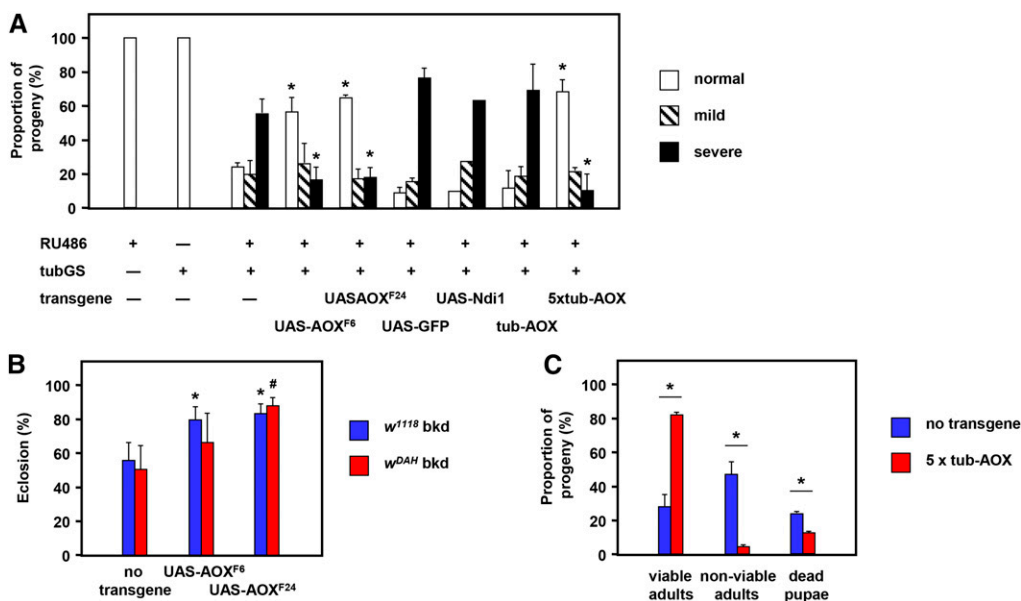 A
Proportion of
progeny (%)
100
80
60
40
20
0
* * * * * *
normal
mild
severe
RU486 + — + + + + + + +
tubGS — + + + + + + + +
transgene — — — UASAOXF24 UAS-Ndi1 5xtub-AOX
UAS-AOXF6 UAS-GFP tub-AOX
B
Eclosion (%)
100
80
60
40
20
0
* * #
no
transgene
UAS-AOXF6
UAS-AOXF24
w1118 bkd
wDAH bkd
C
Proportion of
progeny (%)
100
80
60
40
20
0
* * *
viable
adults
non-viable
adults
dead
pupae
no transgene
5 x tub-AOX